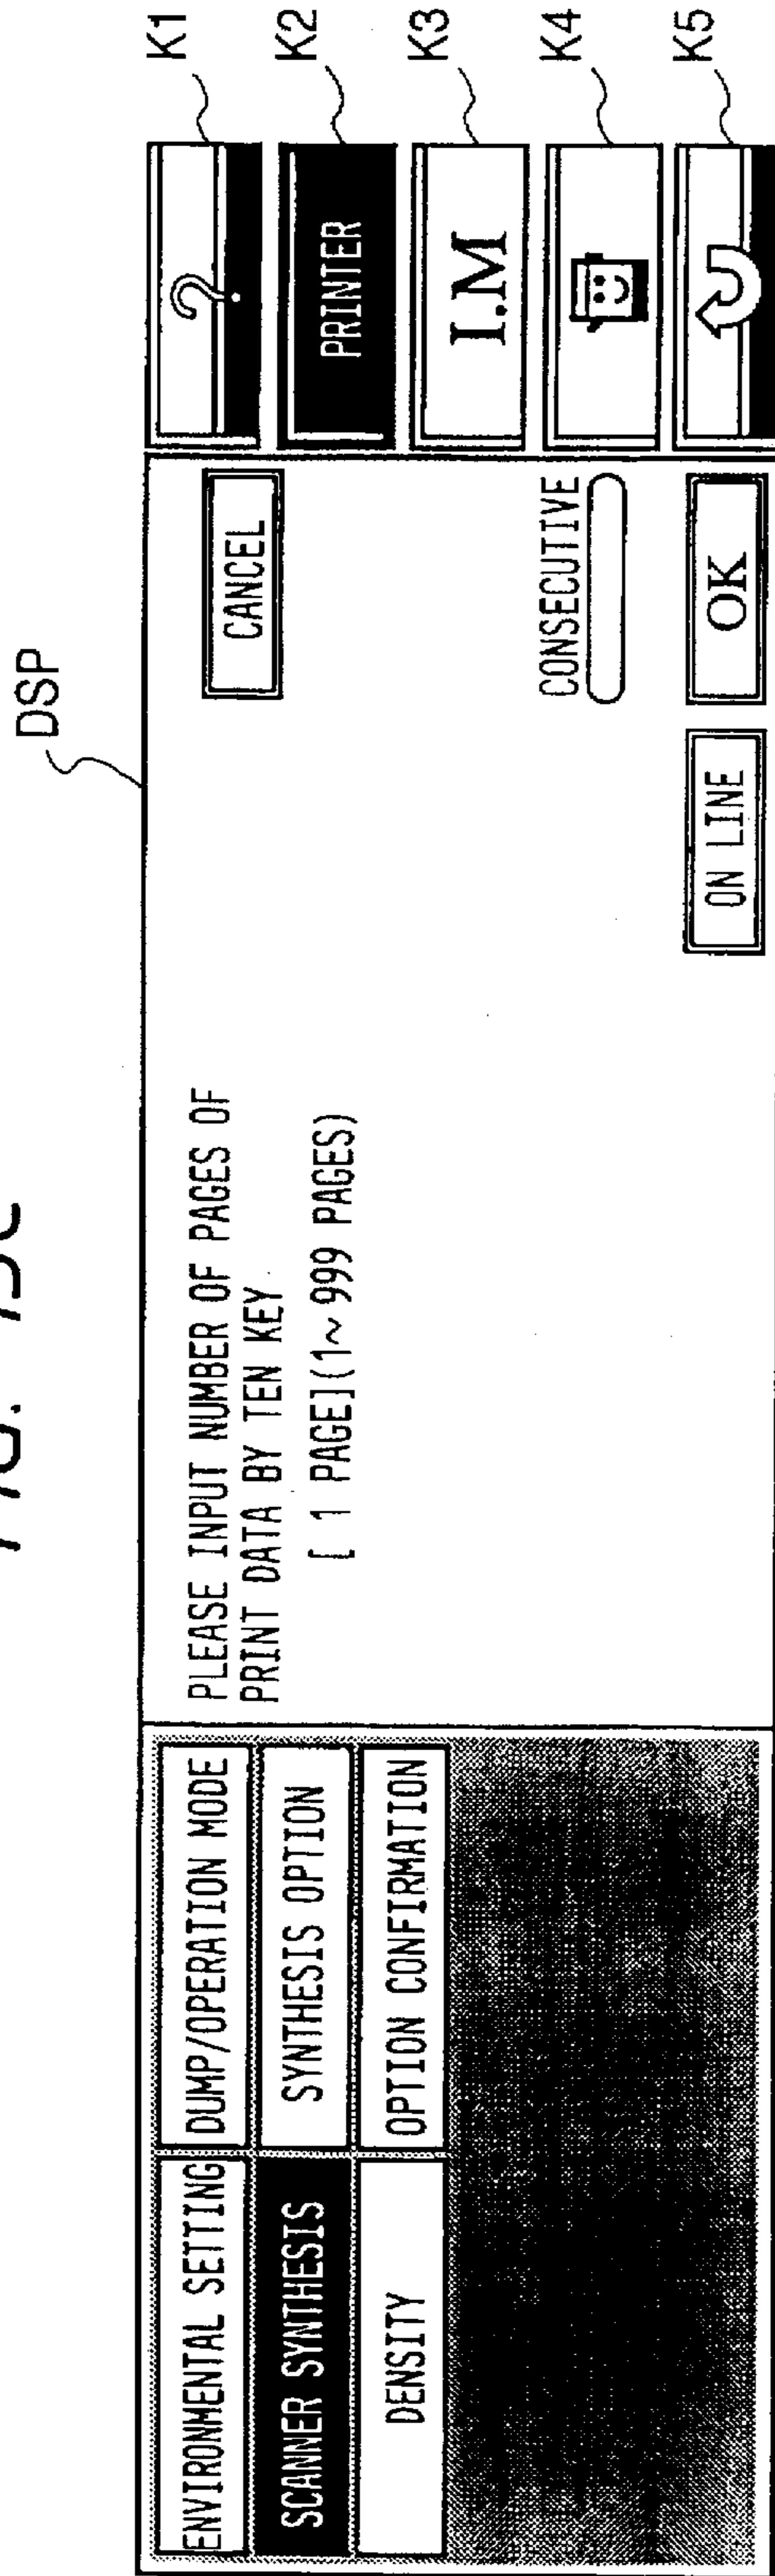 DSP
ENVIRONMENTAL SETTING
DUMP/OPERATION MODE
SCANNER SYNTHESIS
SYNTHESIS OPTION
DENSITY
OPTION CONFIRMATION
PLEASE INPUT NUMBER OF PAGES OF
PRINT DATA BY TEN KEY
[ 1 PAGE](1~999 PAGES)
CANCEL
CONSECUTIVE
ON LINE
OK
?
K1
PRINTER
K2
I.M
K3
K4
K5